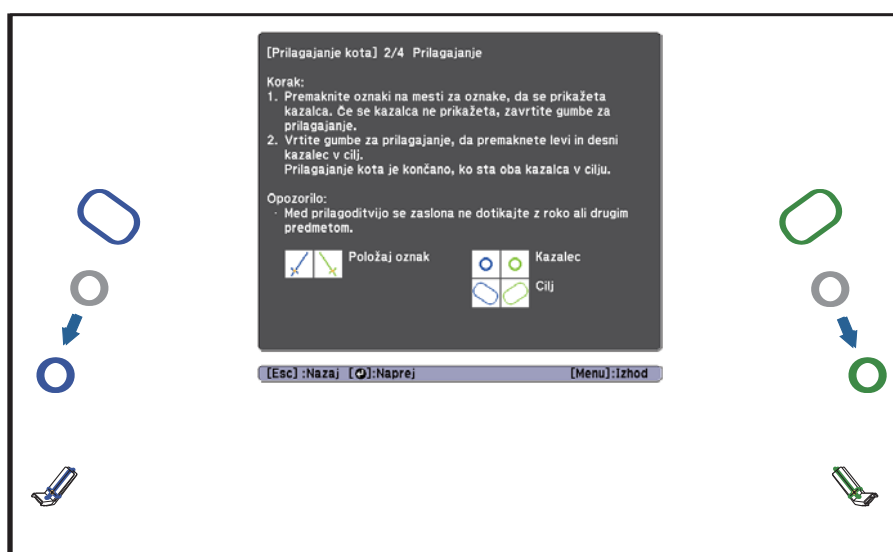 [Prilagajanje kota] 2/4 Prilagajanje
Korak:
1. Premaknite oznaki na mesti za oznake, da se prikažeta
kazalca. Če se kazalca ne prikažeta, zavrtite gumbe za
prilagajanje.
2. Vrtite gumbe za prilagajanje, da premaknete levi in desni
kazalec v cilj.
Prilagajanje kota je končano, ko sta oba kazalca v cilju.
Opozorilo:
· Med prilagoditvijo se zaslona ne dotikajte z roko ali drugim
predmetom.
Položaj oznak
Kazalec
Cilj
[Esc] :Nazaj [⏎]:Naprej [Menu]:Izhod